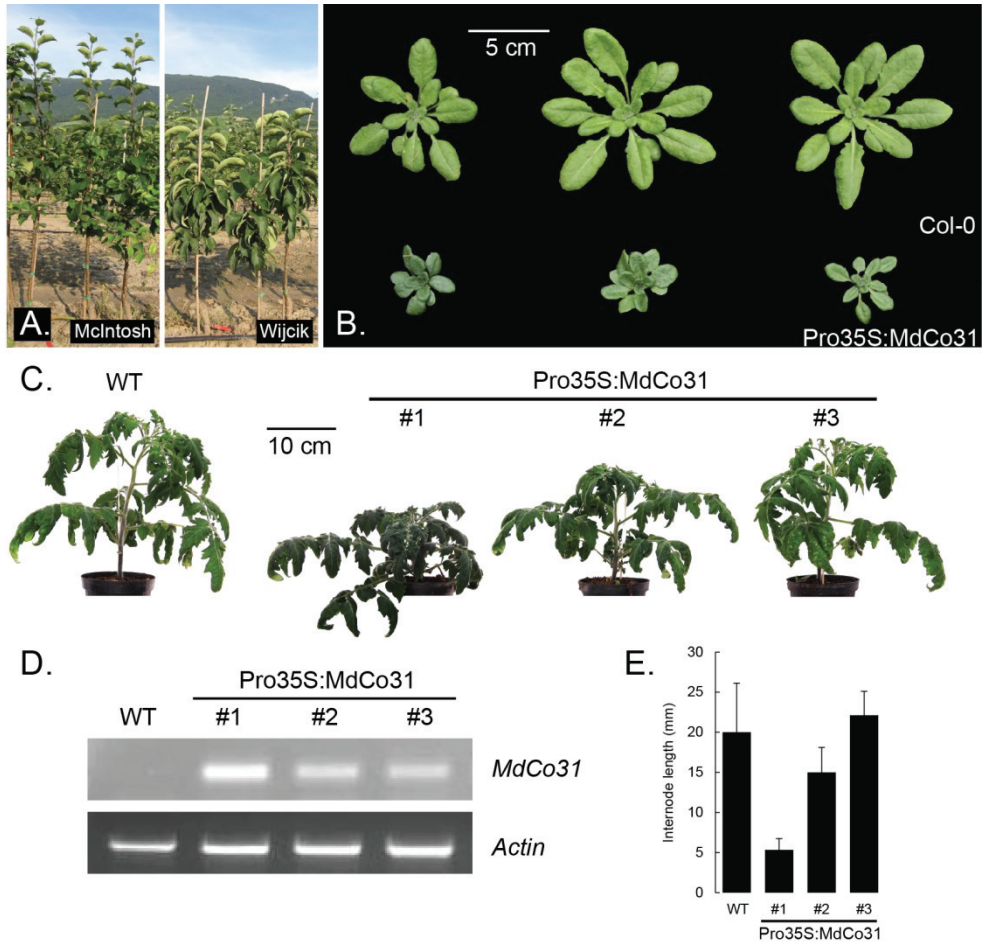 A.
McIntosh
Wijcik
B.
5 cm
Col-0
Pro35S:MdCo31
C.
WT
Pro35S:MdCo31
#1
#2
#3
10 cm
D.
Pro35S:MdCo31
WT
#1
#2
#3
MdCo31
Actin
E.
Internode length (mm)
30
25
20
15
10
5
0
WT
#1
#2
#3
Pro35S:MdCo31